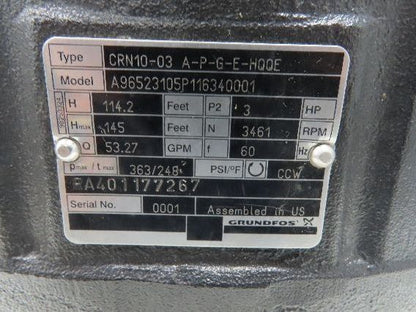 Type CRN10-03 A-P-G-E-HQQE
Model A96523105P116340001
H 114.2 Feet P2 3 HP
Hmax 145 Feet N 3461 RPM
Q 53.27 GPM f 60 Hz
pmax / tmax 363/248 PSI/°F CCW
PA401177267
Serial No. 0001 Assembled in US
GRUNDFOS